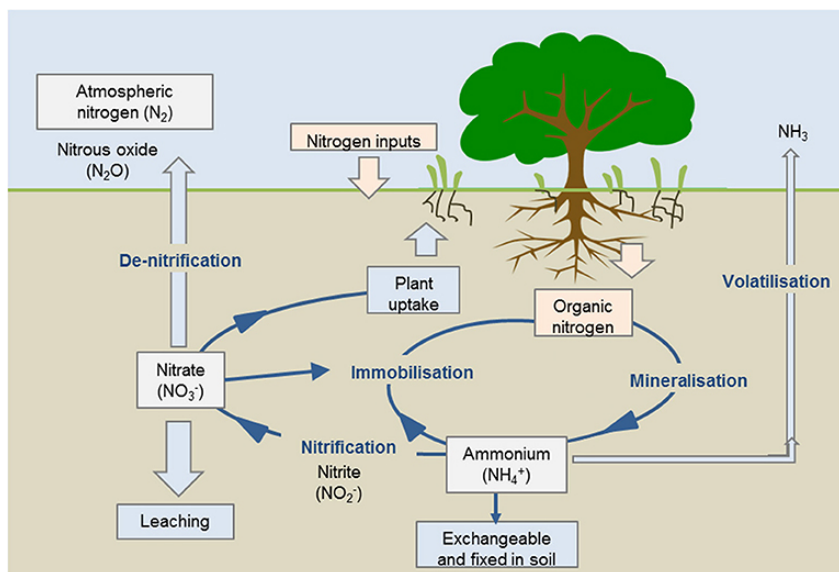 Atmospheric
nitrogen (N₂)
Nitrous oxide
(N₂O)
Nitrogen inputs
NH₃
De-nitrification
Volatilisation
Plant
uptake
Organic
nitrogen
Nitrate
(NO₃⁻)
Immobilisation
Mineralisation
Nitrification
Nitrite
(NO₂⁻)
Ammonium
(NH₄⁺)
Leaching
Exchangeable
and fixed in soil